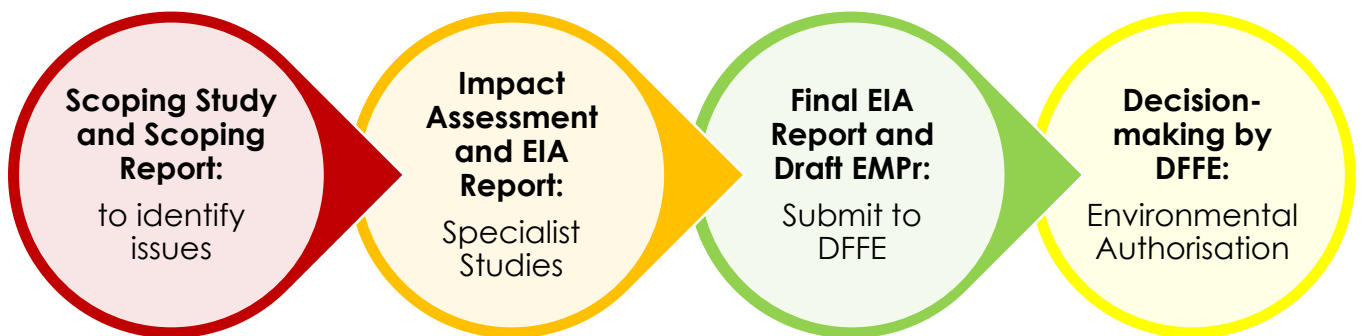 Scoping Study
and Scoping
Report:
to identify
issues
Impact
Assessment
and EIA
Report:
Specialist
Studies
Final EIA
Report and
Draft EMPr:
Submit to
DFFE
Decision-
making by
DFFE:
Environmental
Authorisation